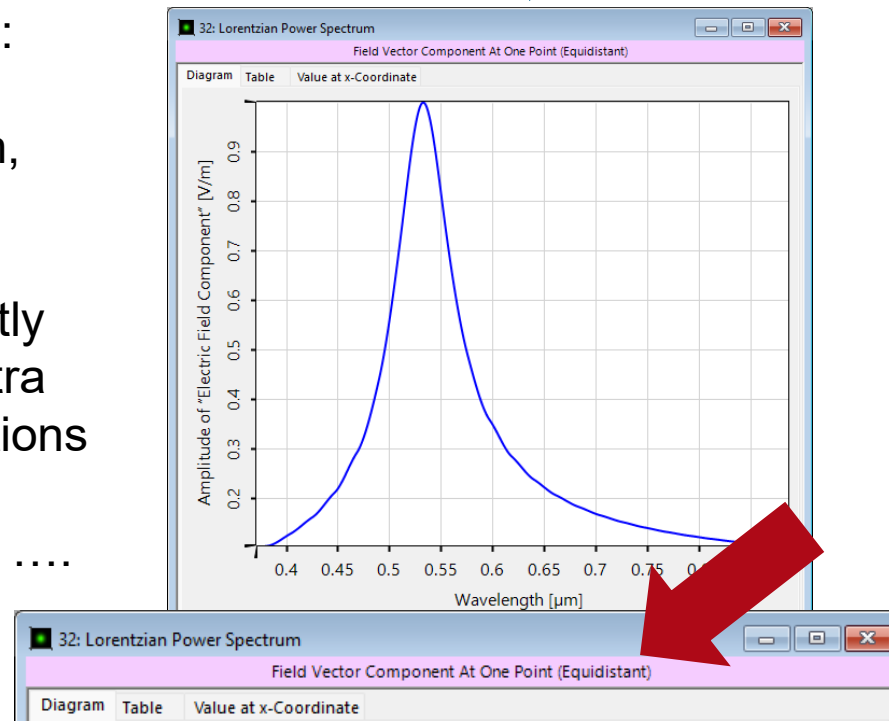 :
32: Lorentzian Power Spectrum
Field Vector Component At One Point (Equidistant)
Diagram Table Value at x-Coordinate
tly
tra
ions
….
Amplitude of "Electric Field Component" [V/m]
0.9
0.8
0.7
0.6
0.5
0.4
0.3
0.2
0.4 0.45 0.5 0.55 0.6 0.65 0.7 0.75
Wavelength [µm]
32: Lorentzian Power Spectrum
Field Vector Component At One Point (Equidistant)
Diagram Table Value at x-Coordinate